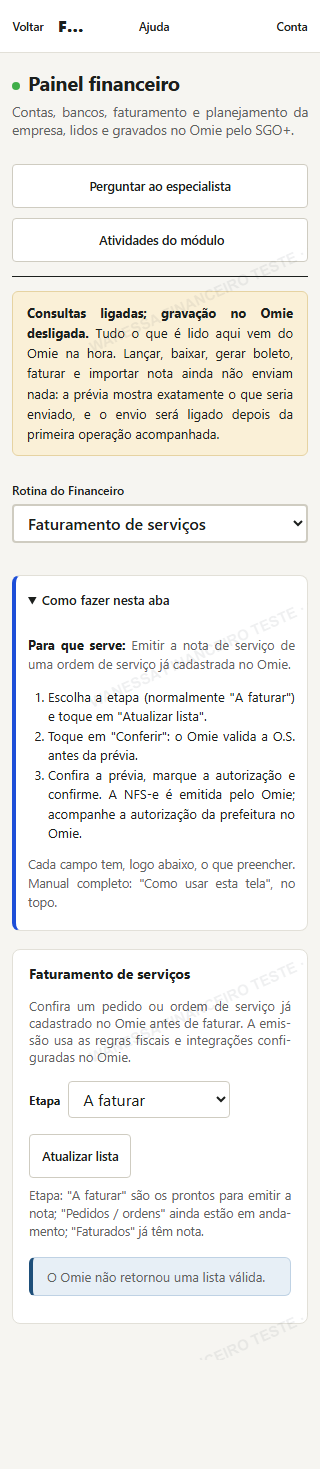 Voltar F... Ajuda Conta
Painel financeiro
Contas, bancos, faturamento e planejamento da
empresa, lidos e gravados no Omie pelo SGO+.
Perguntar ao especialista
Atividades do módulo
Consultas ligadas; gravação no Omie
desligada. Tudo o que é lido aqui vem do
Omie na hora. Lançar, baixar, gerar boleto,
faturar e importar nota ainda não enviam
nada: a prévia mostra exatamente o que seria
enviado, e o envio será ligado depois da
primeira operação acompanhada.
Rotina do Financeiro
Faturamento de serviços
▼ Como fazer nesta aba
Para que serve: Emitir a nota de serviço de
uma ordem de serviço já cadastrada no Omie.
1. Escolha a etapa (normalmente "A faturar")
e toque em "Atualizar lista".
2. Toque em "Conferir": o Omie valida a O.S.
antes da prévia.
3. Confira a prévia, marque a autorização e
confirme. A NFS-e é emitida pelo Omie;
acompanhe a autorização da prefeitura no
Omie.
Cada campo tem, logo abaixo, o que preencher.
Manual completo: "Como usar esta tela", no
topo.
Faturamento de serviços
Confira um pedido ou ordem de serviço já
cadastrado no Omie antes de faturar. A emis-
são usa as regras fiscais e integrações confi-
guradas no Omie.
Etapa A faturar
Atualizar lista
Etapa: "A faturar" são os prontos para emitir a
nota; "Pedidos / ordens" ainda estão em anda-
mento; "Faturados" já têm nota.
O Omie não retornou uma lista válida.